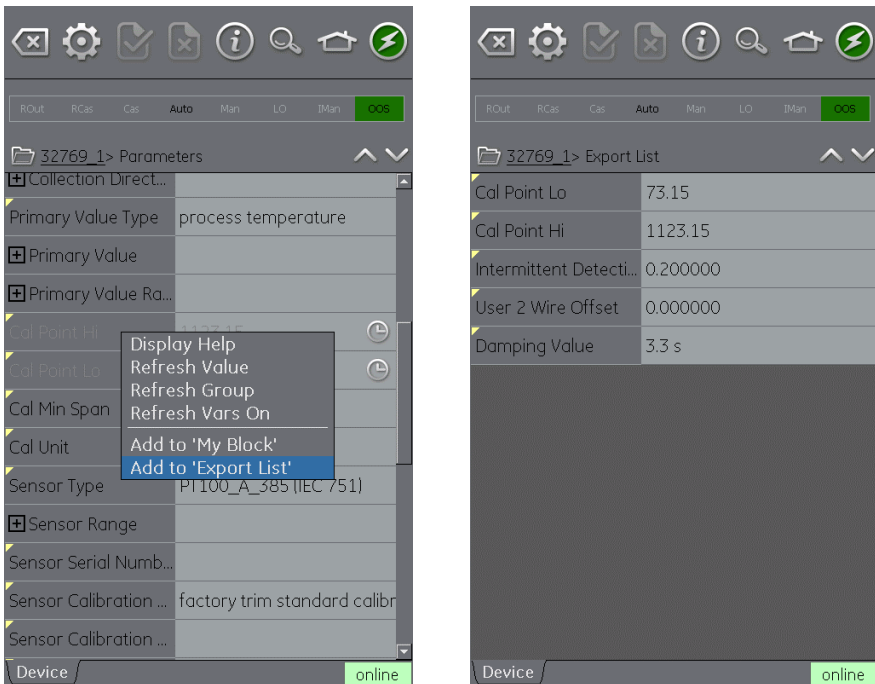 ROut RCas Cas Auto Man LO IMan OOS
32769_1> Parameters
Collection Direct...
Primary Value Type process temperature
Primary Value
Primary Value Ra...
Cal Point Hi 1123.15
Cal Point Lo
Cal Min Span
Cal Unit
Sensor Type PT100_A_385 (IEC 751)
Sensor Range
Sensor Serial Numb...
Sensor Calibration ... factory trim standard calibr
Sensor Calibration ...
Display Help
Refresh Value
Refresh Group
Refresh Vars On
Add to 'My Block'
Add to 'Export List'
Device online
ROut RCas Cas Auto Man LO IMan OOS
32769_1> Export List
Cal Point Lo 73.15
Cal Point Hi 1123.15
Intermittent Detecti... 0.200000
User 2 Wire Offset 0.000000
Damping Value 3.3 s
Device online